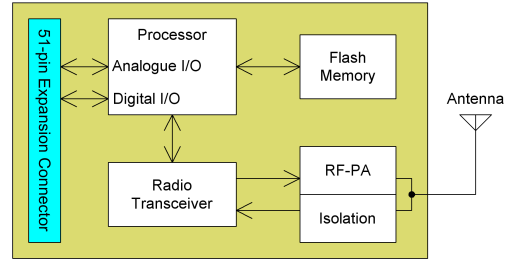 51-pin Expansion Connector
Processor
Analogue I/O
Digital I/O
Flash
Memory
Antenna
Radio
Transceiver
RF-PA
Isolation